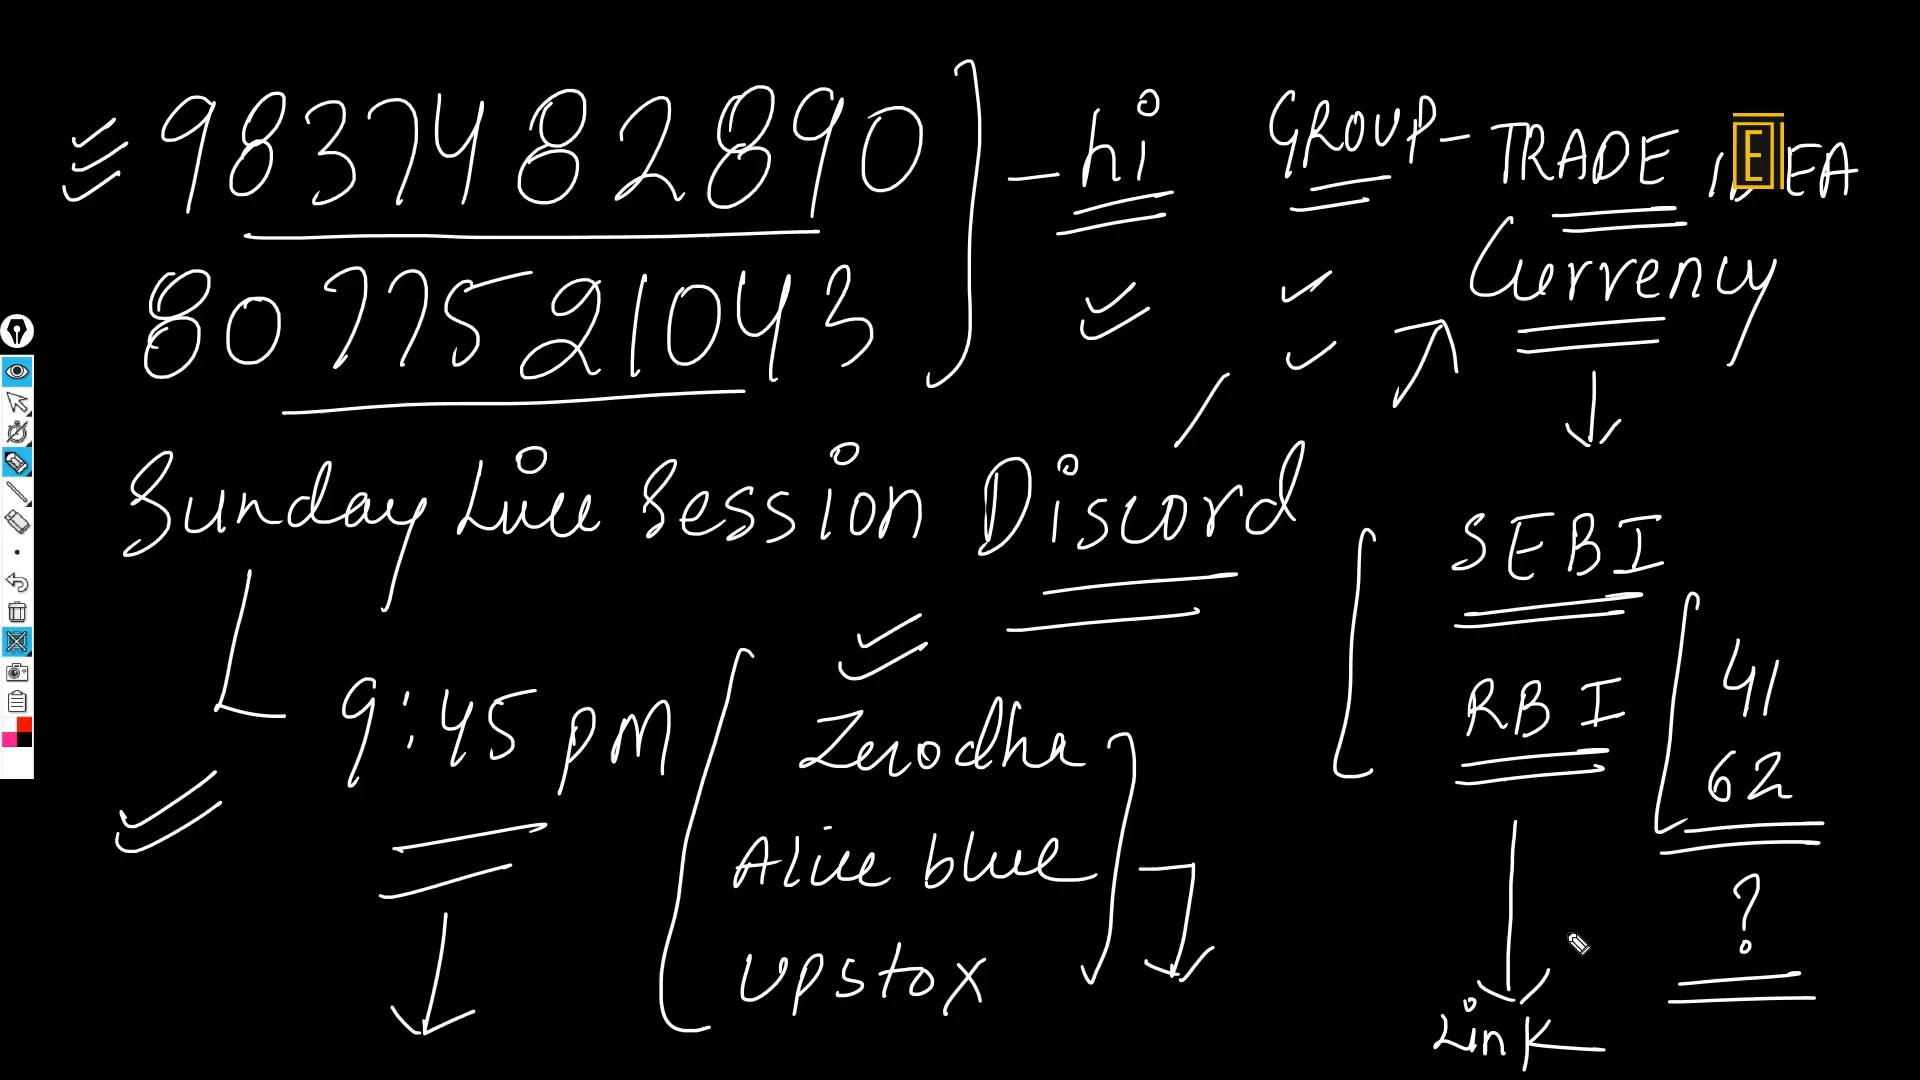 9837482890 - hi GROUP - TRADE IDEA
E
8077521043
Currency
Sunday Live Session Discord
SEBI
RBI
41
62
?
Link
9:45 PM
Zerodha
Alice blue
Upstox